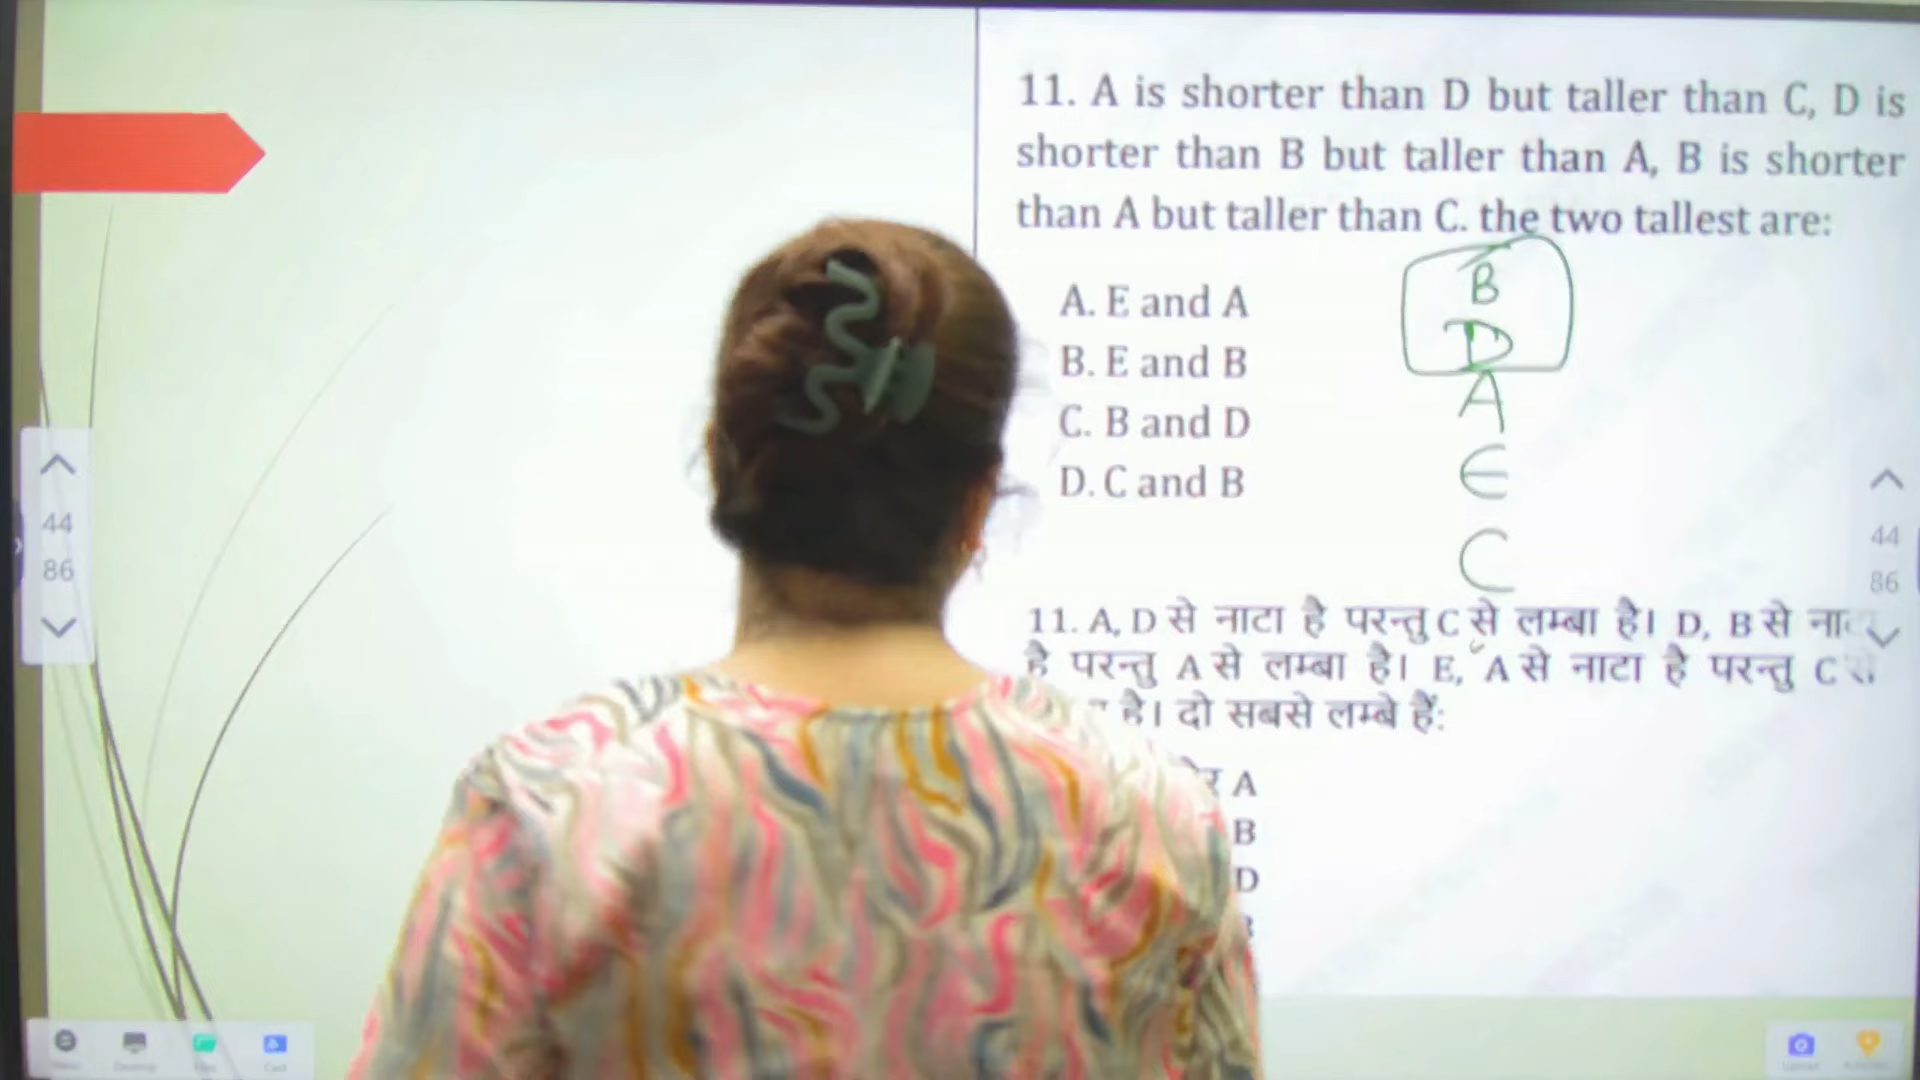 11. A is shorter than D but taller than C, D is
shorter than B but taller than A, B is shorter
than A but taller than C. the two tallest are:
A. E and A
B. E and B
C. B and D
D. C and B
B
D
A
E
C
44
86
44
86
11. A, D से नाटा है परन्तु C से लम्बा है। D, B से
है परन्तु A से लम्बा है। E, A से नाटा है परन्तु C
है। दो सबसे लम्बे हैं:
A
B
D